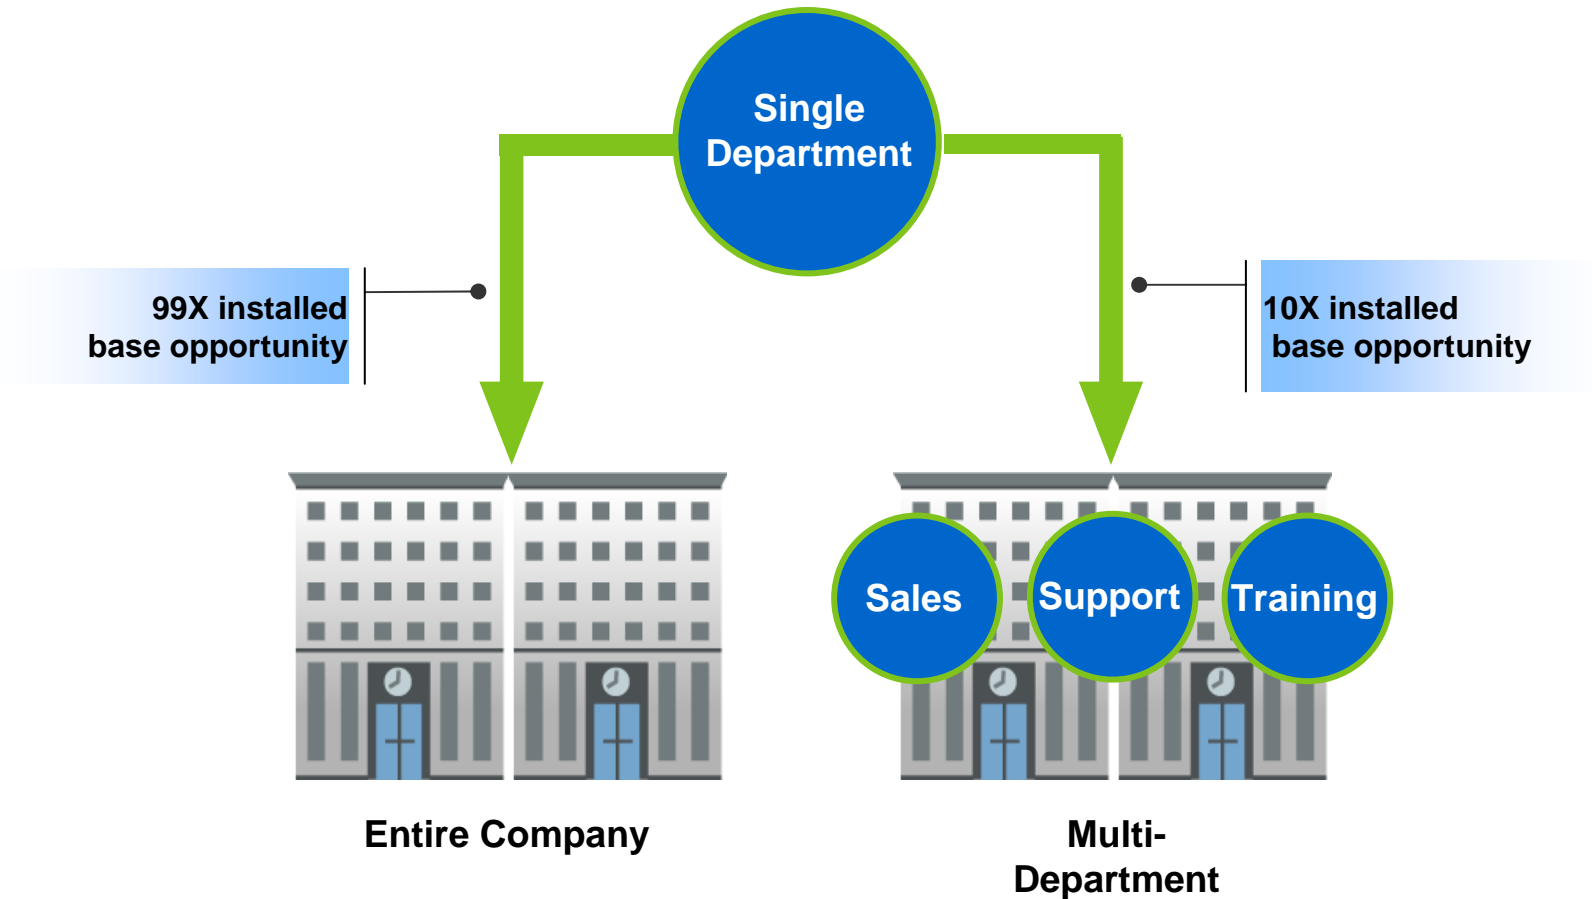 Single
Department
99X installed
base opportunity
10X installed
base opportunity
Sales
Support
Training
Entire Company
Multi-
Department